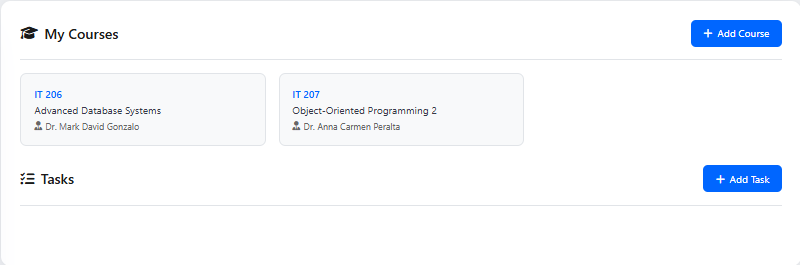 My Courses
+ Add Course
IT 206
Advanced Database Systems
Dr. Mark David Gonzalo
IT 207
Object-Oriented Programming 2
Dr. Anna Carmen Peralta
Tasks
+ Add Task